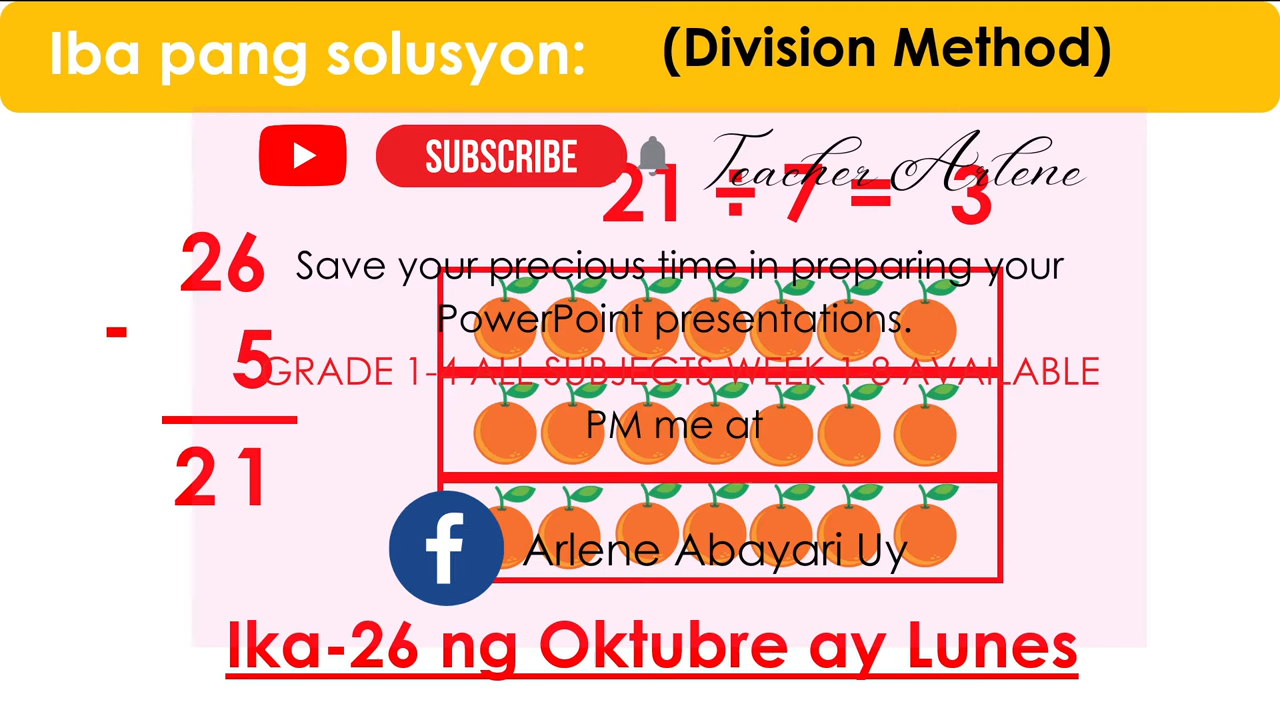 Iba pang solusyon: (Division Method)
SUBSCRIBE Teacher Arlene
21 ÷ 7 = 3
26
- 5
21
Save your precious time in preparing your
PowerPoint presentations.
GRADE 1-4 ALL SUBJECTS WEEK 1-8 AVAILABLE
PM me at
f Arlene Abayari Uy
Ika-26 ng Oktubre ay Lunes